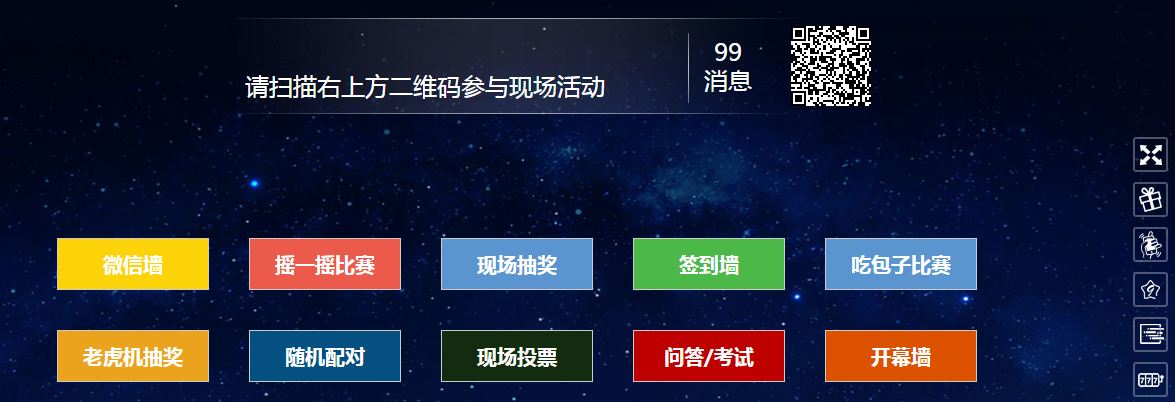 99
请扫描右上方二维码参与现场活动
消息
微信墙
摇一摇比赛
现场抽奖
签到墙
吃包子比赛
老虎机抽奖
随机配对
现场投票
问答/考试
开幕墙
777